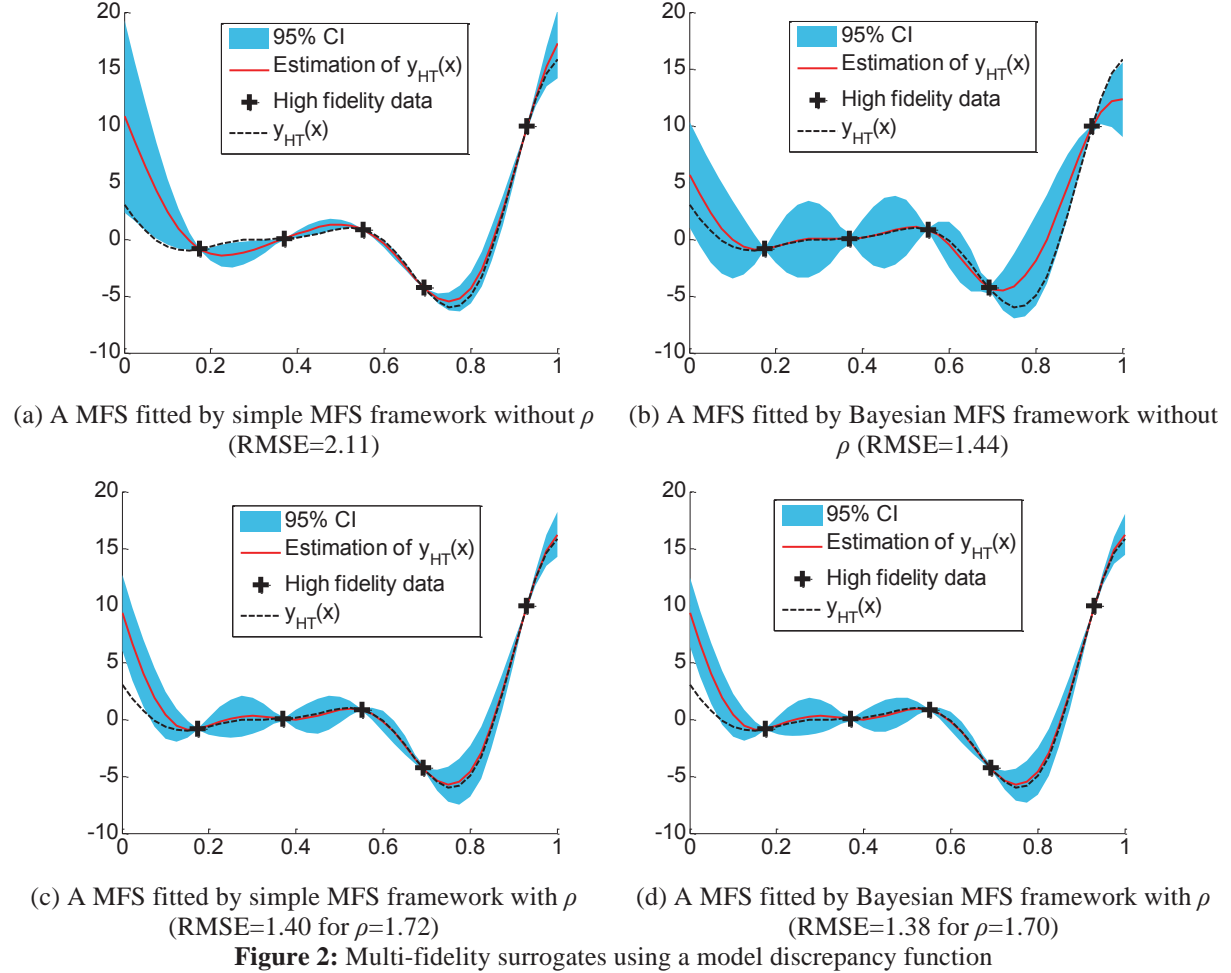 20
15
10
5
0
-5
-10
0 0.2 0.4 0.6 0.8 1
95% CI
Estimation of y_HT(x)
High fidelity data
y_HT(x)
(a) A MFS fitted by simple MFS framework without ρ
(RMSE=2.11)
20
15
10
5
0
-5
-10
0 0.2 0.4 0.6 0.8 1
95% CI
Estimation of y_HT(x)
High fidelity data
y_HT(x)
(b) A MFS fitted by Bayesian MFS framework without
ρ (RMSE=1.44)
20
15
10
5
0
-5
-10
0 0.2 0.4 0.6 0.8 1
95% CI
Estimation of y_HT(x)
High fidelity data
y_HT(x)
(c) A MFS fitted by simple MFS framework with ρ
(RMSE=1.40 for ρ=1.72)
20
15
10
5
0
-5
-10
0 0.2 0.4 0.6 0.8 1
95% CI
Estimation of y_HT(x)
High fidelity data
y_HT(x)
(d) A MFS fitted by Bayesian MFS framework with ρ
(RMSE=1.38 for ρ=1.70)
Figure 2: Multi-fidelity surrogates using a model discrepancy function